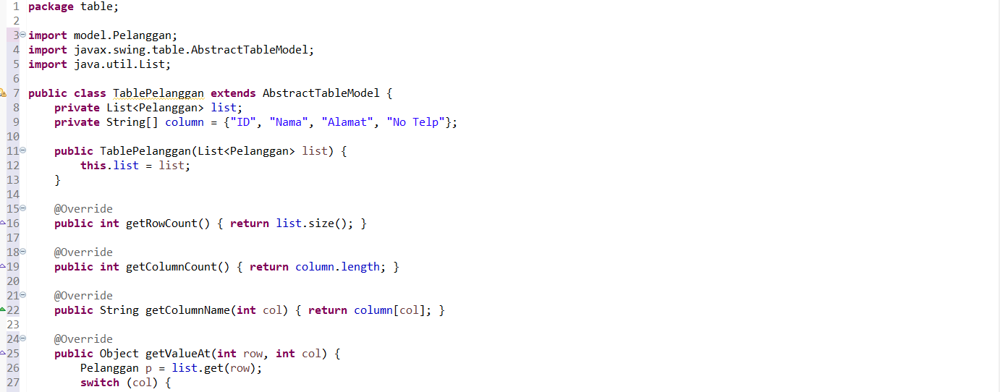 1 package table;
2
3 import model.Pelanggan;
4 import javax.swing.table.AbstractTableModel;
5 import java.util.List;
6
7 public class TablePelanggan extends AbstractTableModel {
8     private List<Pelanggan> list;
9     private String[] column = {"ID", "Nama", "Alamat", "No Telp"};
10
11     public TablePelanggan(List<Pelanggan> list) {
12         this.list = list;
13     }
14
15     @Override
16     public int getRowCount() { return list.size(); }
17
18     @Override
19     public int getColumnCount() { return column.length; }
20
21     @Override
22     public String getColumnName(int col) { return column[col]; }
23
24     @Override
25     public Object getValueAt(int row, int col) {
26         Pelanggan p = list.get(row);
27         switch (col) {